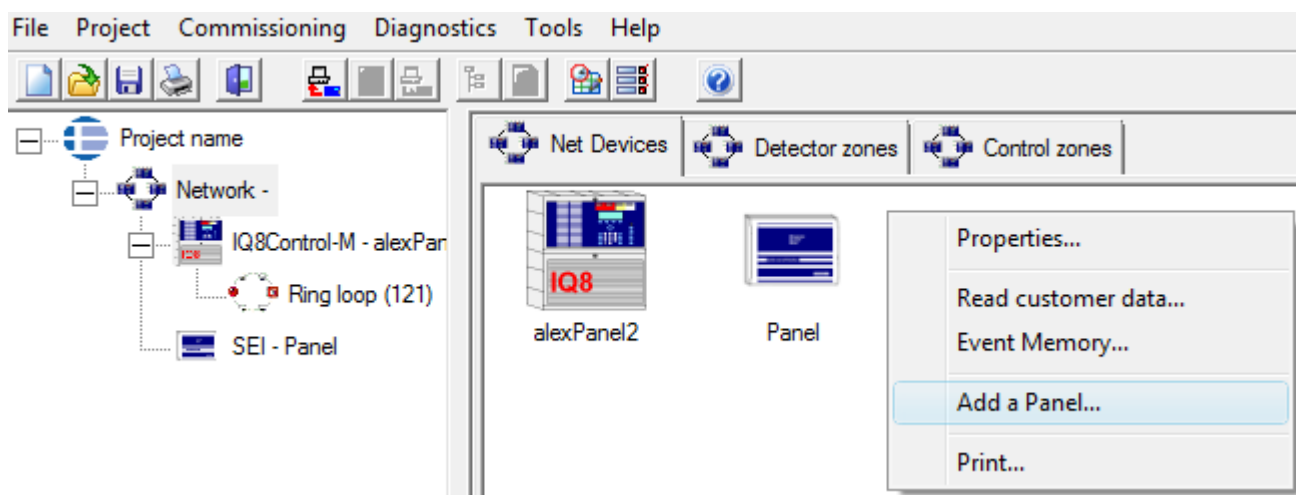 File Project Commissioning Diagnostics Tools Help
Project name
Network -
IQ8Control-M - alexPan
Ring loop (121)
SEI - Panel
Net Devices
Detector zones
Control zones
IQ8
alexPanel2
Panel
Properties...
Read customer data...
Event Memory...
Add a Panel...
Print...